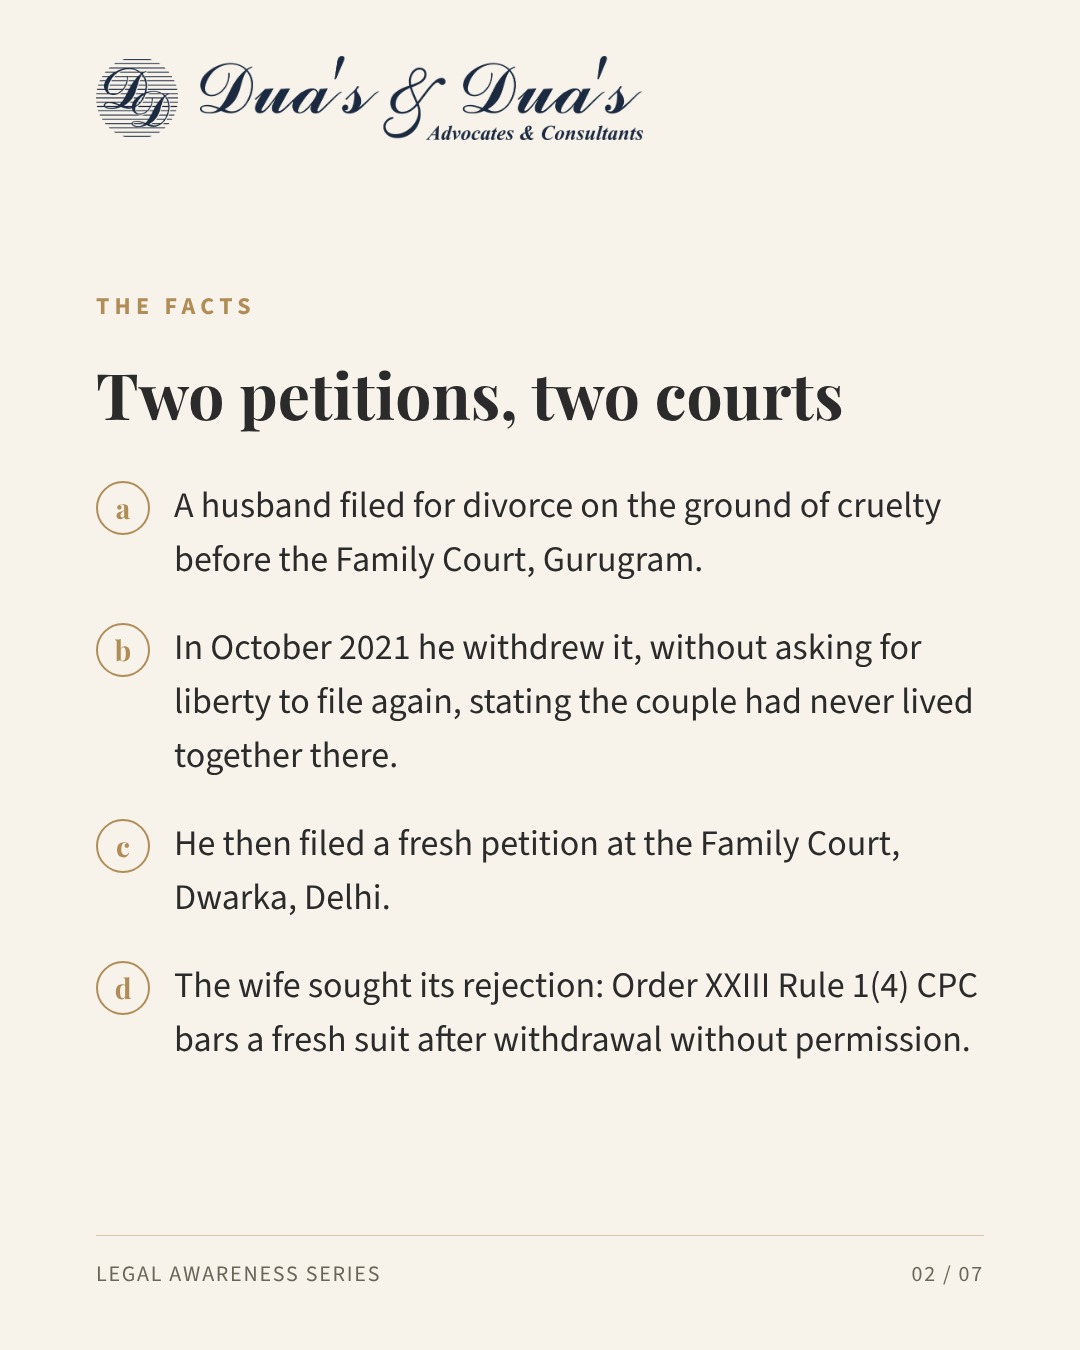 DD Dua's & Dua's
Advocates & Consultants
THE FACTS
Two petitions, two courts
a A husband filed for divorce on the ground of cruelty
before the Family Court, Gurugram.
b In October 2021 he withdrew it, without asking for
liberty to file again, stating the couple had never lived
together there.
c He then filed a fresh petition at the Family Court,
Dwarka, Delhi.
d The wife sought its rejection: Order XXIII Rule 1(4) CPC
bars a fresh suit after withdrawal without permission.
LEGAL AWARENESS SERIES 02 / 07